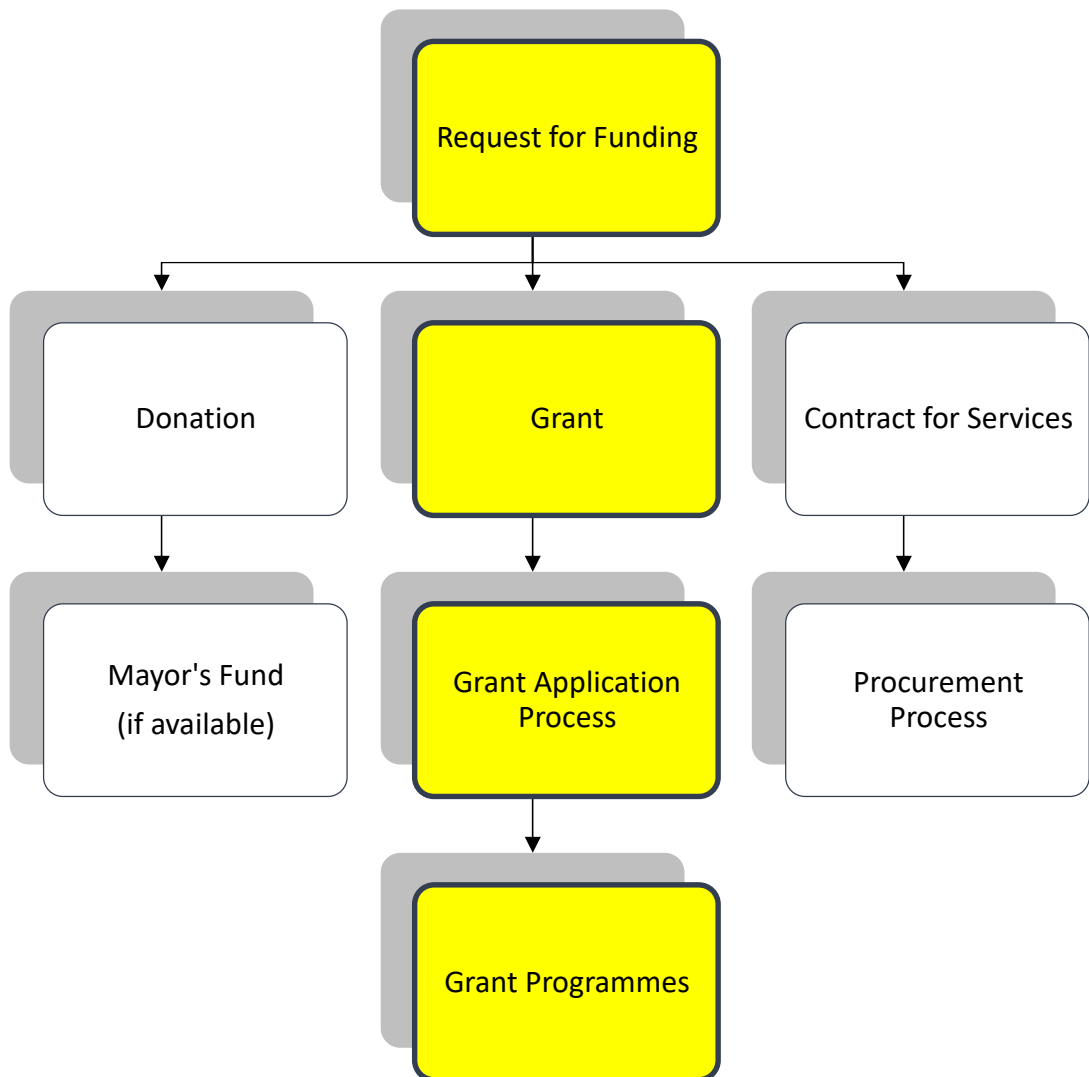 Request for Funding
Donation
Grant
Contract for Services
Mayor's Fund
(if available)
Grant Application
Process
Procurement
Process
Grant Programmes